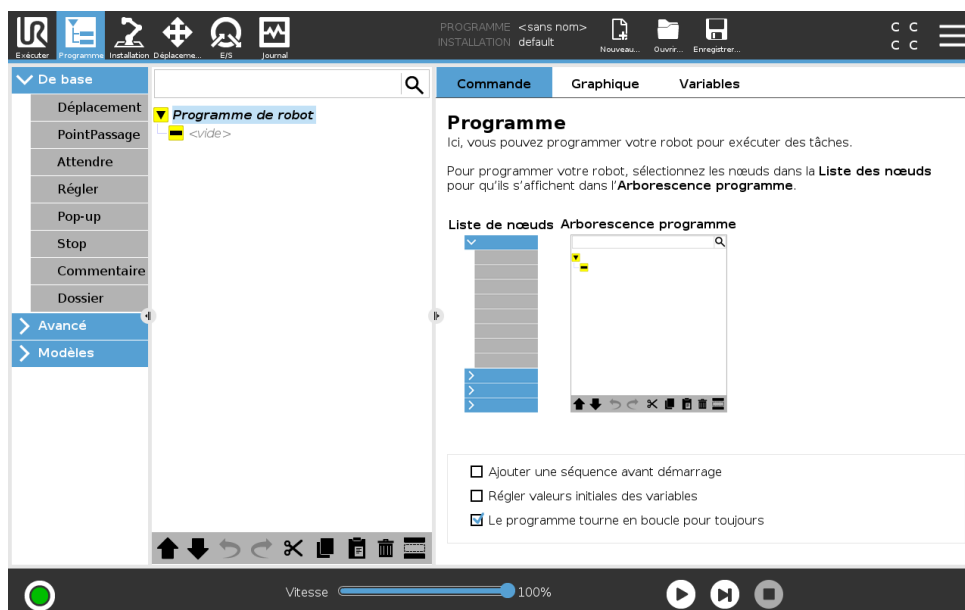 PROGRAMME <sans nom>
INSTALLATION default
C C
C C
UR
Exécuter Programme Installation Déplaceme... E/S Journal Nouveau... Ouvrir... Enregistrer...
De base
Déplacement
PointPassage
Attendre
Régler
Pop-up
Stop
Commentaire
Dossier
Avancé
Modèles
Programme de robot
<vide>
Commande Graphique Variables
Programme
Ici, vous pouvez programmer votre robot pour exécuter des tâches.
Pour programmer votre robot, sélectionnez les nœuds dans la Liste des nœuds
pour qu'ils s'affichent dans l'Arborescence programme.
Liste de nœuds Arborescence programme
Ajouter une séquence avant démarrage
Régler valeurs initiales des variables
Le programme tourne en boucle pour toujours
Vitesse 100%